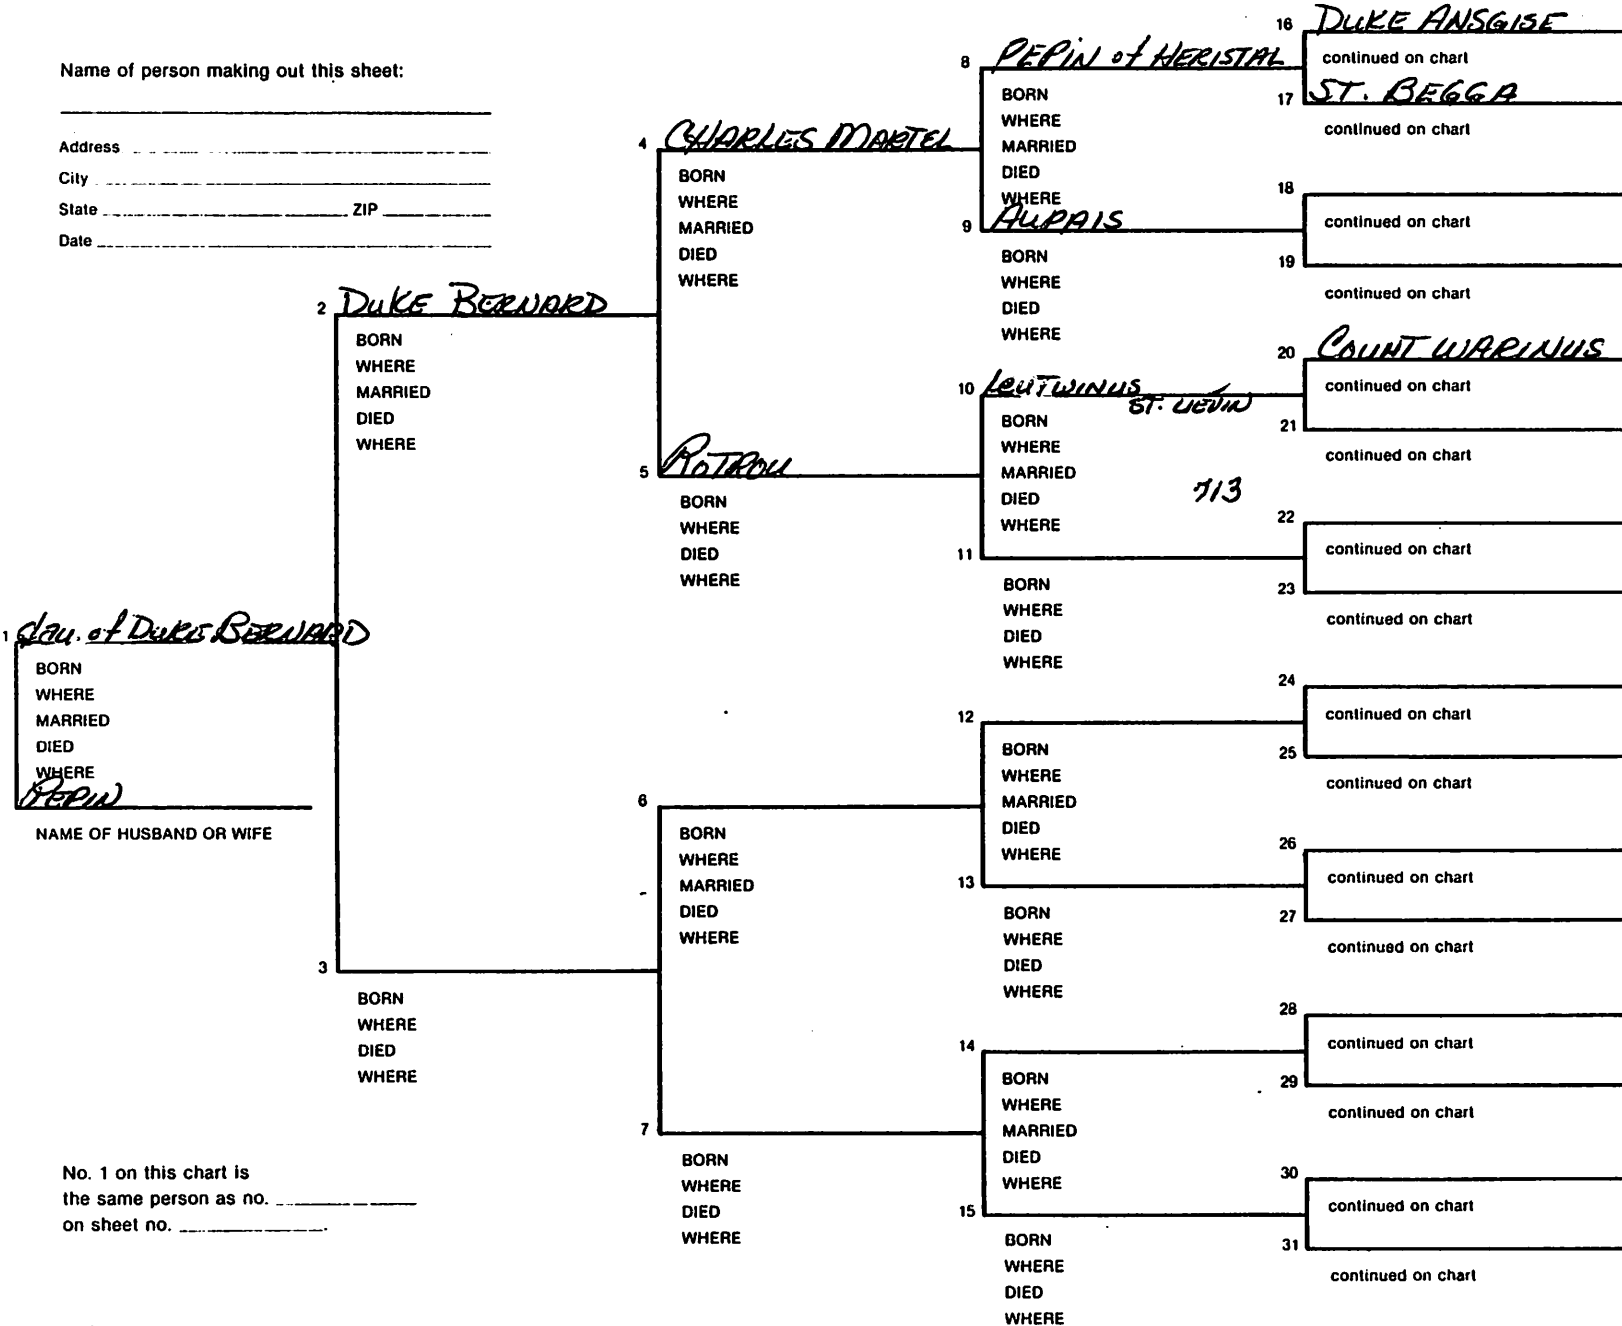 Name of person making out this sheet:
Address
City
State ZIP
Date
1 dau. of DUKE BERNARD
BORN
WHERE
MARRIED
DIED
WHERE
PEPIN
NAME OF HUSBAND OR WIFE
No. 1 on this chart is
the same person as no.
on sheet no.
2 DUKE BERNARD
BORN
WHERE
MARRIED
DIED
WHERE
3
BORN
WHERE
DIED
WHERE
4 CHARLES MARTEL
BORN
WHERE
MARRIED
DIED
WHERE
5 ROTROU
BORN
WHERE
DIED
WHERE
6
BORN
WHERE
MARRIED
DIED
WHERE
7
BORN
WHERE
DIED
WHERE
8 PEPIN of HERISTAL
BORN
WHERE
MARRIED
DIED
WHERE
9 AUPAIS
BORN
WHERE
DIED
WHERE
10 LEUTWINUS
ST. LIÉVIN
BORN
WHERE
MARRIED
DIED 713
WHERE
11
BORN
WHERE
DIED
WHERE
12
BORN
WHERE
MARRIED
DIED
WHERE
13
BORN
WHERE
DIED
WHERE
14
BORN
WHERE
MARRIED
DIED
WHERE
15
BORN
WHERE
DIED
WHERE
16 DUKE ANSGISE
continued on chart
17 ST. BEGGA
continued on chart
18
continued on chart
19
continued on chart
20 COUNT WARINUS
continued on chart
21
continued on chart
22
continued on chart
23
continued on chart
24
continued on chart
25
continued on chart
26
continued on chart
27
continued on chart
28
continued on chart
29
continued on chart
30
continued on chart
31
continued on chart